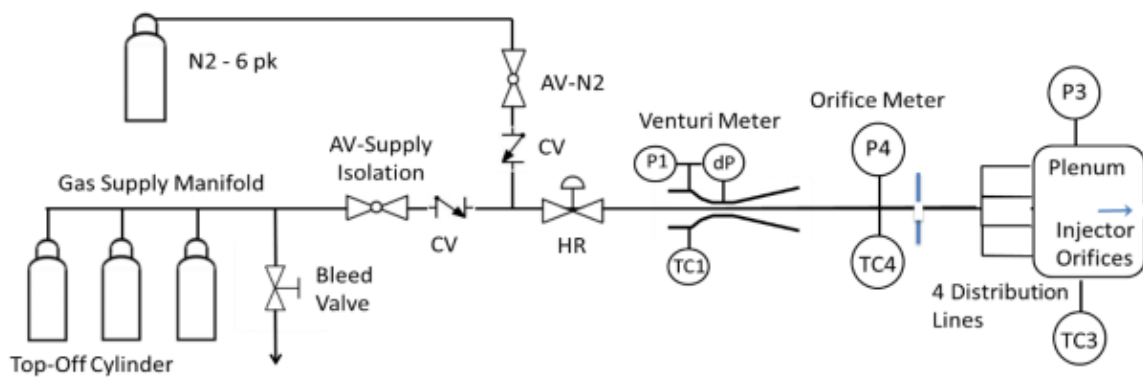 N2 - 6 pk
AV-N2
CV
AV-Supply
Isolation
Gas Supply Manifold
CV
HR
Bleed
Valve
Top-Off Cylinder
Venturi Meter
P1
dP
TC1
Orifice Meter
P4
TC4
P3
Plenum
Injector
Orifices
4 Distribution
Lines
TC3